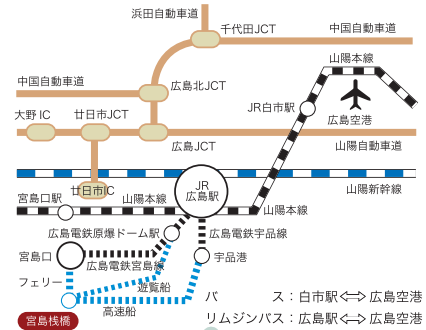 浜田自動車道
千代田JCT
中国自動車道
山陽本線
中国自動車道
広島北JCT
JR白市駅
大野IC
廿日市JCT
広島空港
広島JCT
山陽自動車道
廿日市IC
JR
広島駅
山陽新幹線
宮島口駅
山陽本線
山陽本線
広島電鉄原爆ドーム駅
広島電鉄宇品線
宮島口
広島電鉄宮島線
宇品港
フェリー
遊覧船
高速船
宮島桟橋
バス：白市駅⇔広島空港
リムジンバス：広島駅⇔広島空港